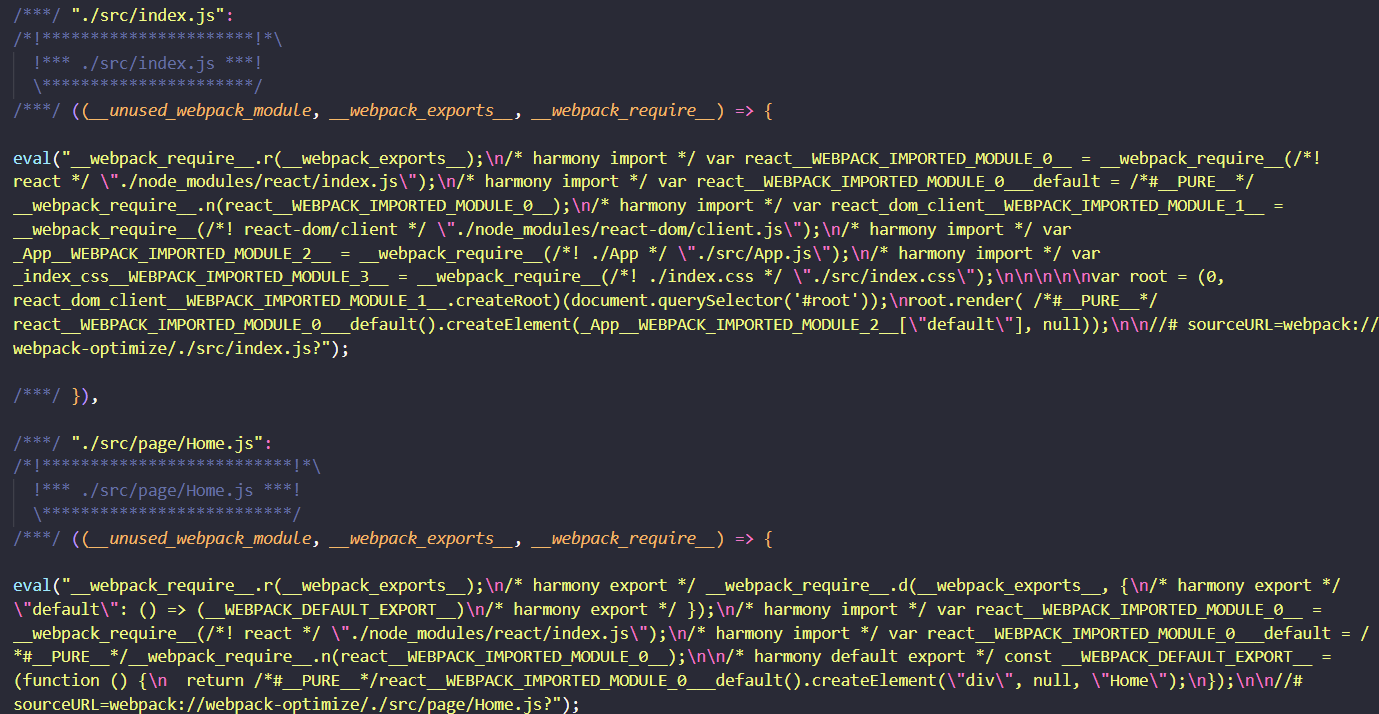 /***/ "./src/index.js":
/*!**********************!*\
  !*** ./src/index.js ***!
  \**********************/
/***/ ((__unused_webpack_module, __webpack_exports__, __webpack_require__) => {
eval("__webpack_require__.r(__webpack_exports__);\n/* harmony import */ var react__WEBPACK_IMPORTED_MODULE_0__ = __webpack_require__(/*!
react */ \"./node_modules/react/index.js\");\n/* harmony import */ var react__WEBPACK_IMPORTED_MODULE_0___default = /*#__PURE__*/
__webpack_require__.n(react__WEBPACK_IMPORTED_MODULE_0__);\n/* harmony import */ var react_dom_client__WEBPACK_IMPORTED_MODULE_1__ =
__webpack_require__(/*! react-dom/client */ \"./node_modules/react-dom/client.js\");\n/* harmony import */ var
_App__WEBPACK_IMPORTED_MODULE_2__ = __webpack_require__(/*! ./App */ \"./src/App.js\");\n/* harmony import */ var
_index_css__WEBPACK_IMPORTED_MODULE_3__ = __webpack_require__(/*! ./index.css */ \"./src/index.css\");\n\n\n\n\nvar root = (0,
react_dom_client__WEBPACK_IMPORTED_MODULE_1__.createRoot)(document.querySelector('#root'));\nroot.render( /*#__PURE__*/
react__WEBPACK_IMPORTED_MODULE_0___default().createElement(_App__WEBPACK_IMPORTED_MODULE_2__[\"default\"], null));\n\n//# sourceURL=webpack://
webpack-optimize/./src/index.js?");
/***/ }),
/***/ "./src/page/Home.js":
/*!**************************!*\
  !*** ./src/page/Home.js ***!
  \**************************/
/***/ ((__unused_webpack_module, __webpack_exports__, __webpack_require__) => {
eval("__webpack_require__.r(__webpack_exports__);\n/* harmony export */ __webpack_require__.d(__webpack_exports__, {\n/* harmony export */
\"default\": () => (__WEBPACK_DEFAULT_EXPORT__)\n/* harmony export */ });\n/* harmony import */ var react__WEBPACK_IMPORTED_MODULE_0__ =
__webpack_require__(/*! react */ \"./node_modules/react/index.js\");\n/* harmony import */ var react__WEBPACK_IMPORTED_MODULE_0___default = /
*#__PURE__*/__webpack_require__.n(react__WEBPACK_IMPORTED_MODULE_0__);\n\n/* harmony default export */ const __WEBPACK_DEFAULT_EXPORT__ =
(function () {\n  return /*#__PURE__*/react__WEBPACK_IMPORTED_MODULE_0___default().createElement(\"div\", null, \"Home\");\n});\n\n//#
sourceURL=webpack://webpack-optimize/./src/page/Home.js?");